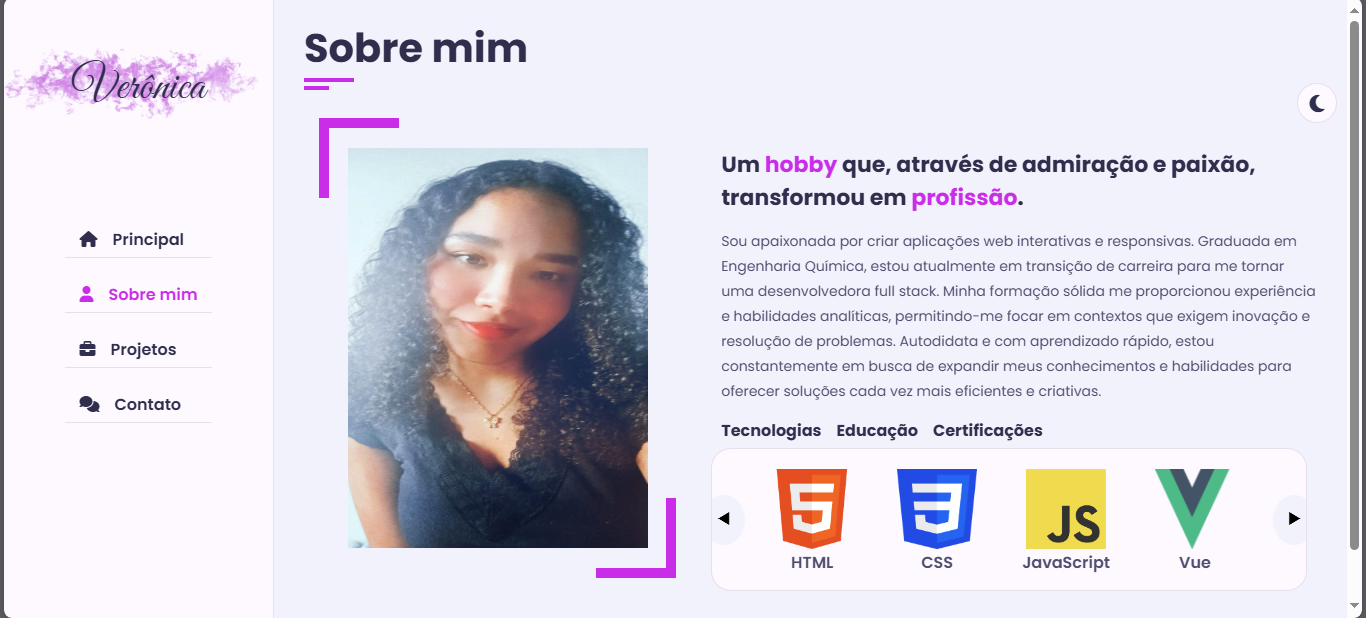 Verônica
Principal
Sobre mim
Projetos
Contato
Sobre mim
Um hobby que, através de admiração e paixão,
transformou em profissão.
Sou apaixonada por criar aplicações web interativas e responsivas. Graduada em
Engenharia Química, estou atualmente em transição de carreira para me tornar
uma desenvolvedora full stack. Minha formação sólida me proporcionou experiência
e habilidades analíticas, permitindo-me focar em contextos que exigem inovação e
resolução de problemas. Autodidata e com aprendizado rápido, estou
constantemente em busca de expandir meus conhecimentos e habilidades para
oferecer soluções cada vez mais eficientes e criativas.
Tecnologias Educação Certificações
JS
HTML CSS JavaScript Vue